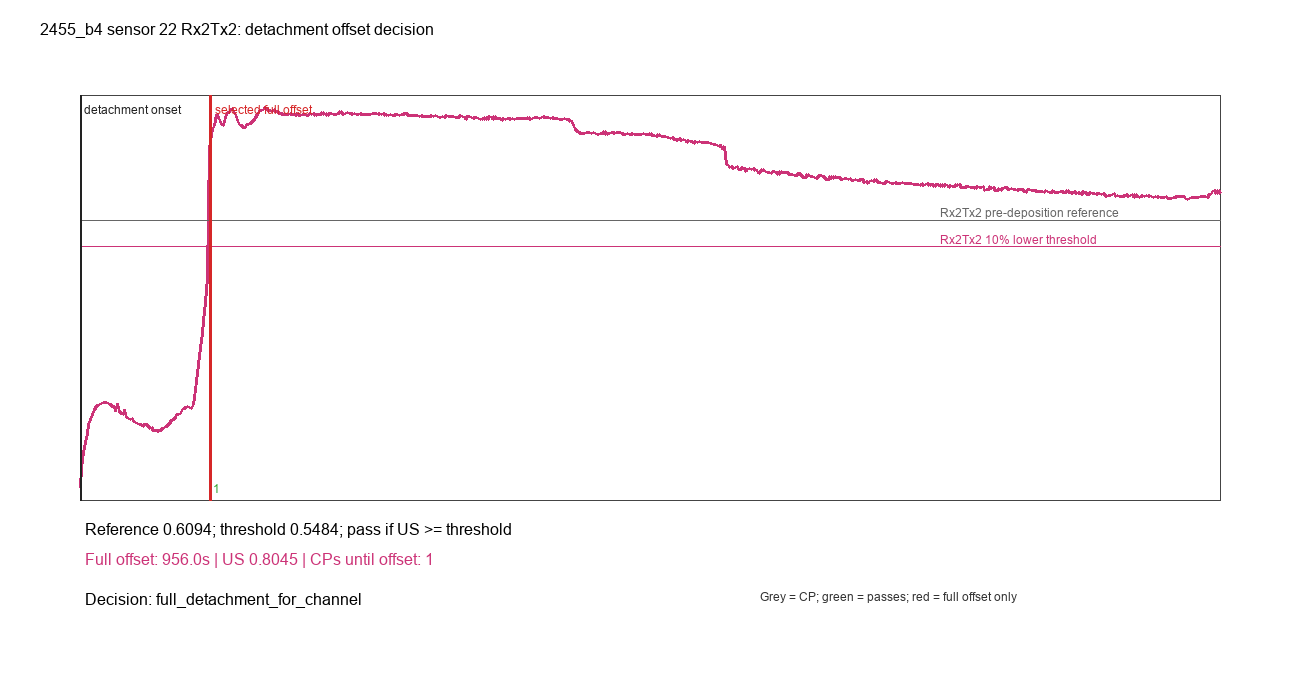 2455_b4 sensor 22 Rx2Tx2: detachment offset decision
detachment onset
selected full offset
Rx2Tx2 pre-deposition reference
Rx2Tx2 10% lower threshold
1
Reference 0.6094; threshold 0.5484; pass if US >= threshold
Full offset: 956.0s | US 0.8045 | CPs until offset: 1
Decision: full_detachment_for_channel
Grey = CP; green = passes; red = full offset only